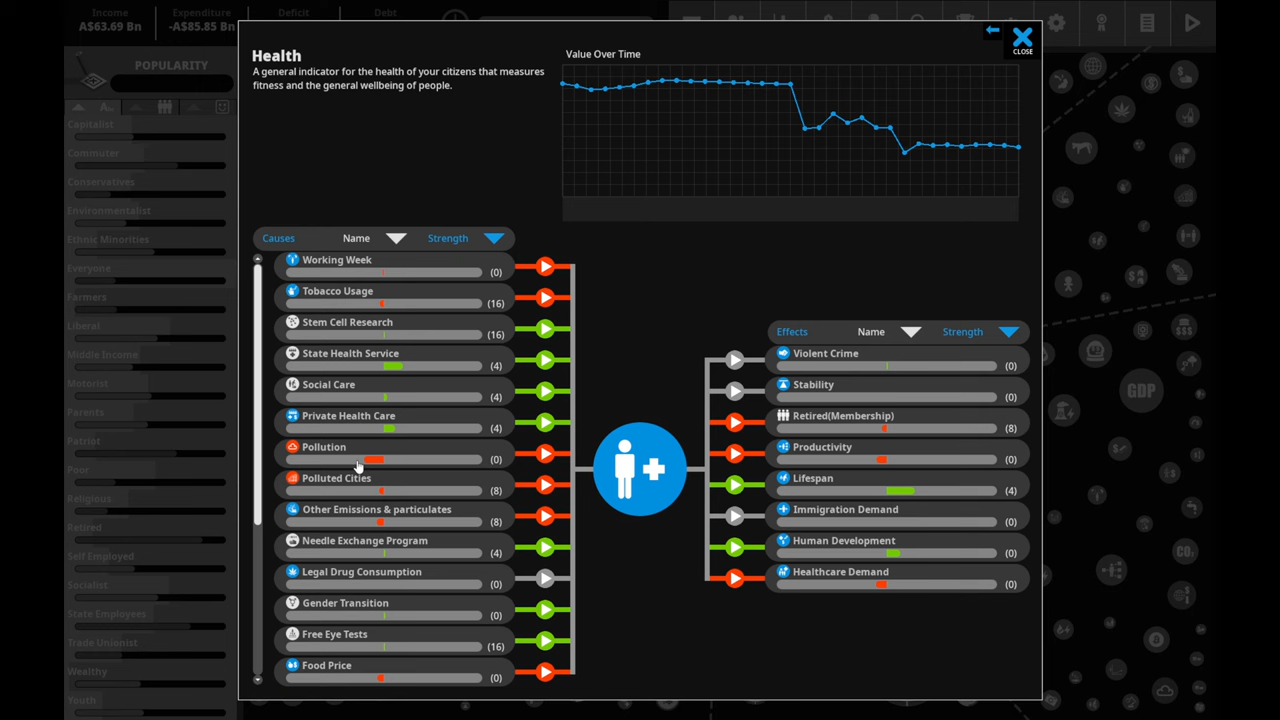 Income
Expenditure
Deficit
Debt
A$63.69 Bn
-A$85.85 Bn
CLOSE
Health
A general indicator for the health of your citizens that measures
fitness and the general wellbeing of people.
Value Over Time
POPULARITY
Capitalist
Commuter
Conservatives
Environmentalist
Ethnic Minorities
Everyone
Farmers
Liberal
Middle Income
Motorist
Parents
Patriot
Poor
Religious
Retired
Self Employed
Socialist
State Employees
Trade Unionist
Wealthy
Youth
Causes Name Strength
Working Week
(0)
Tobacco Usage
(16)
Stem Cell Research
(16)
State Health Service
(4)
Social Care
(4)
Private Health Care
(4)
Pollution
(0)
Polluted Cities
(8)
Other Emissions & particulates
(8)
Needle Exchange Program
(4)
Legal Drug Consumption
(0)
Gender Transition
(0)
Free Eye Tests
(16)
Food Price
(0)
Effects Name Strength
Violent Crime
(0)
Stability
(0)
Retired(Membership)
(8)
Productivity
(0)
Lifespan
(4)
Immigration Demand
(0)
Human Development
(0)
Healthcare Demand
(0)
GDP
CO₂